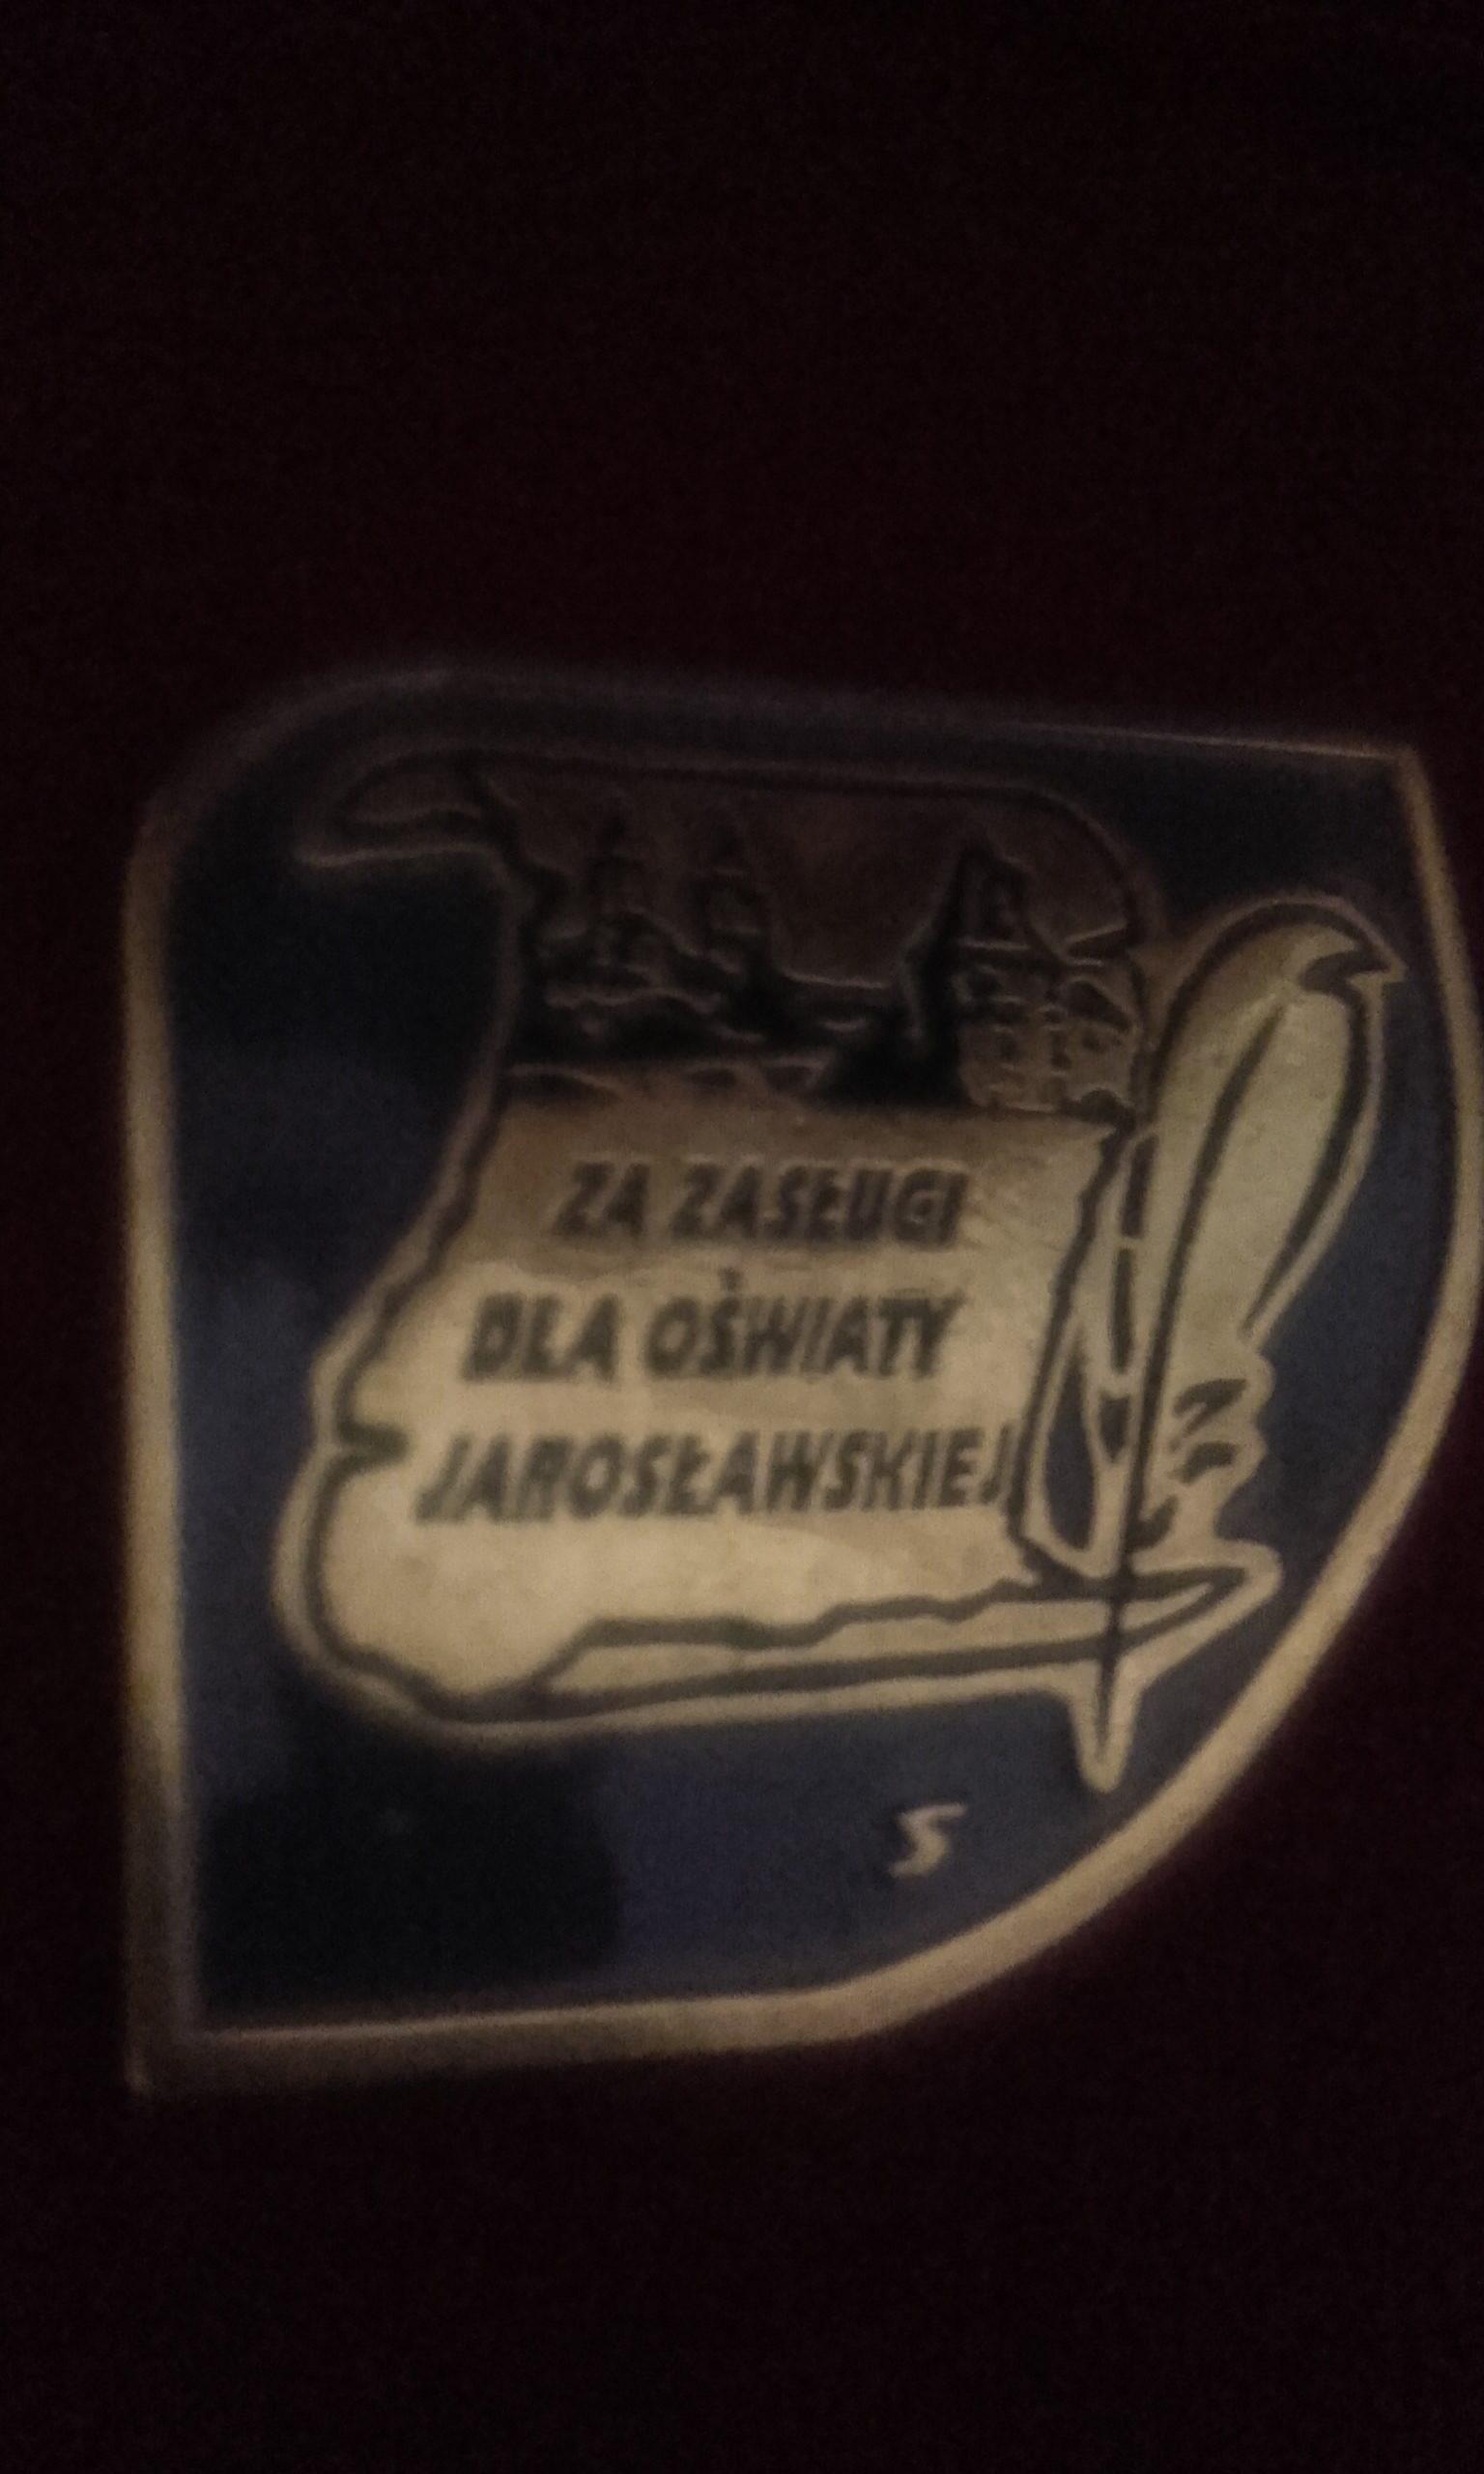 ZA ZASŁUGI
DLA OŚWIATY
JAROSŁAWSKIEJ
S